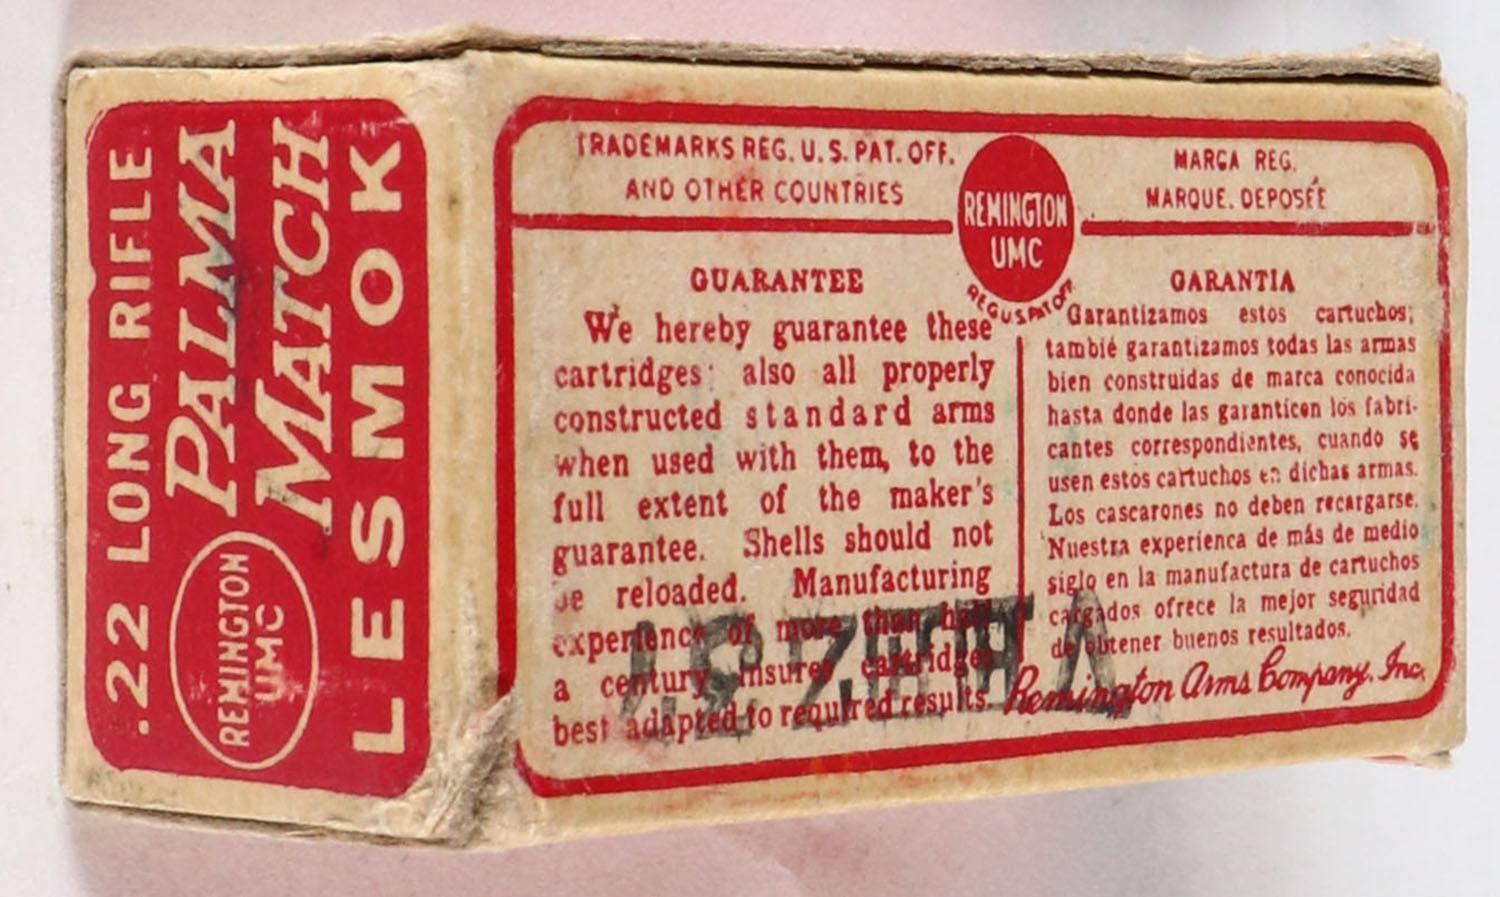 .22 LONG RIFLE
PALMA
MATCH
REMINGTON
UMC
LESMOK
TRADEMARKS REG. U. S. PAT. OFF.
AND OTHER COUNTRIES
REMINGTON
UMC
REG US PAT OFF
MARCA REG.
MARQUE. DEPOSÉE
GUARANTEE
We hereby guarantee these
cartridges; also all properly
constructed standard arms
when used with them, to the
full extent of the maker's
guarantee. Shells should not
be reloaded. Manufacturing
experience of more than half
a century insures cartridges
best adapted to required results.
GARANTIA
Garantizamos estos cartuchos;
tambié garantizamos todas las armas
bien construidas de marca conocida
hasta donde las garanticen los fabri-
cantes correspondientes, cuando se
usen estos cartuchos en dichas armas.
Los cascarones no deben recargarse.
Nuestra experienca de más de medio
siglo en la manufactura de cartuchos
cargados ofrece la mejor seguridad
de obtener buenos resultados.
Remington Arms Company, Inc.